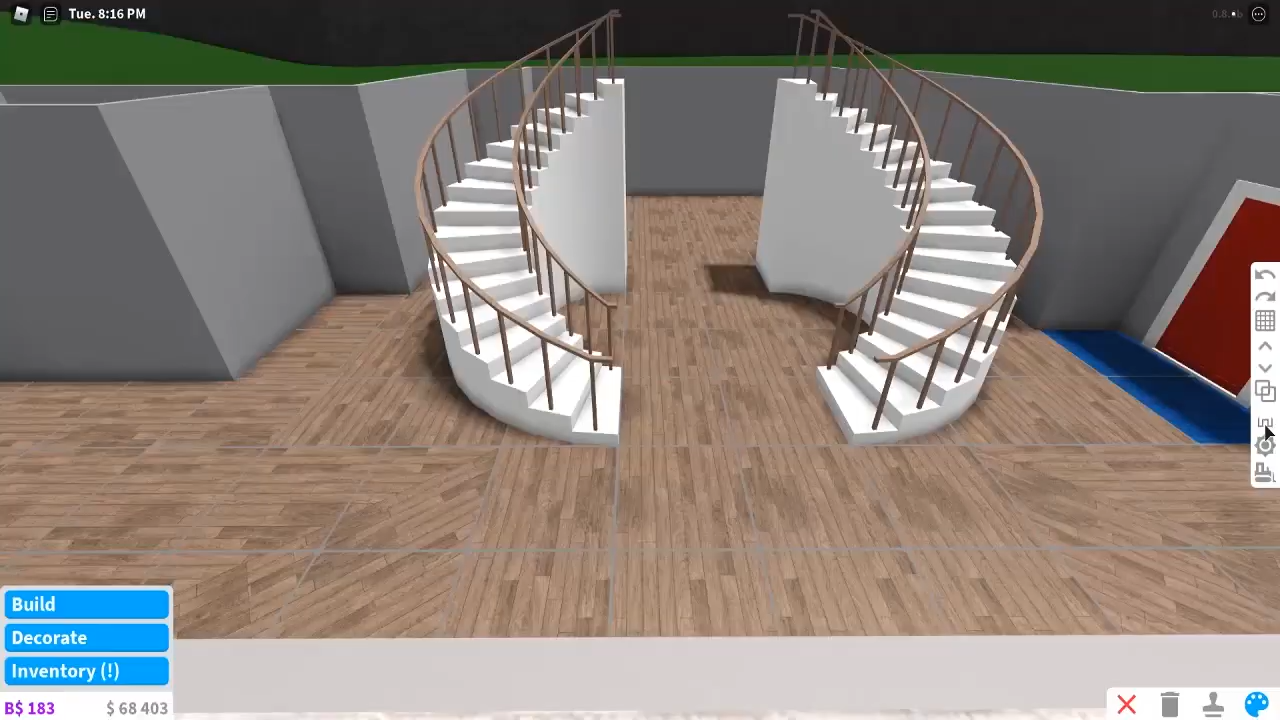 Tue. 8:16 PM
Build
Decorate
Inventory (!)
B$ 183
$ 68 403